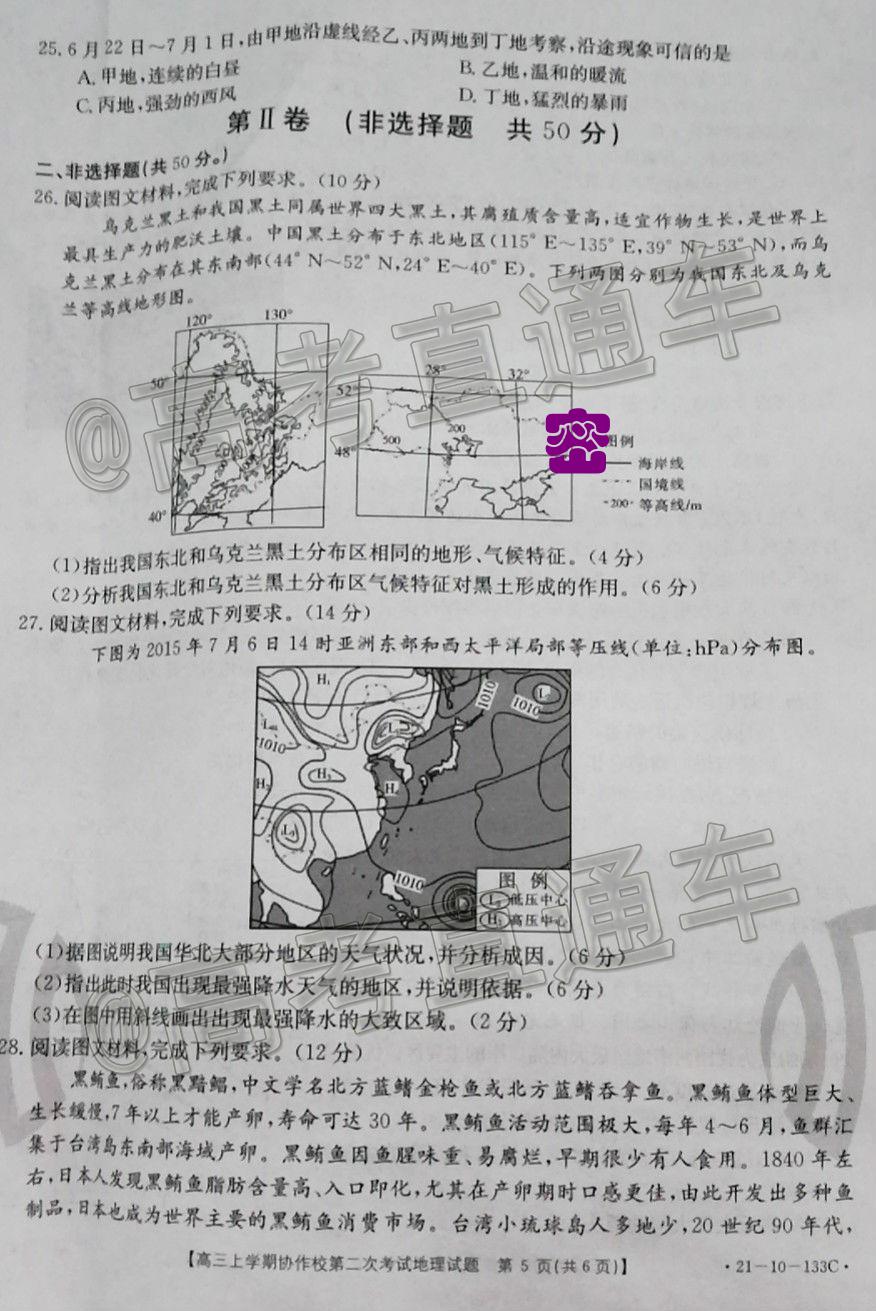 25.6月22日～7月1日,由甲地沿虚线经乙、丙两地到丁地考察,沿途现象可信的是
A.甲地,连续的白昼 B.乙地,温和的暖流
C.丙地,强劲的西风 D.丁地,猛烈的暴雨
第Ⅱ卷 (非选择题 共50分)
二、非选择题(共50分。)
26.阅读图文材料,完成下列要求。(10分)
乌克兰黑土和我国黑土同属世界四大黑土,其腐殖质含量高,适宜作物生长,是世界上
最具生产力的肥沃土壤。中国黑土分布于东北地区(115°E～135°E,39°N～53°N),而乌
克兰黑土分布在其东南部(44°N～52°N,24°E～40°E)。下列两图分别为我国东北及乌克
兰等高线地形图。
120° 130°
50°
40°
28° 32°
52°
48°
500 200
图例
海岸线
国境线
-200- 等高线/m
@高考直通车
(1)指出我国东北和乌克兰黑土分布区相同的地形、气候特征。(4分)
(2)分析我国东北和乌克兰黑土分布区气候特征对黑土形成的作用。(6分)
27.阅读图文材料,完成下列要求。(14分)
下图为2015年7月6日14时亚洲东部和西太平洋局部等压线(单位:hPa)分布图。
H₁
1010
1010
1010
H₃
H₂
1010
图 例
低压中心
高压中心
@高考直通车
(1)据图说明我国华北大部分地区的天气状况,并分析成因。(6分)
(2)指出此时我国出现最强降水天气的地区,并说明依据。(6分)
(3)在图中用斜线画出出现最强降水的大致区域。(2分)
28.阅读图文材料,完成下列要求。(12分)
黑鲔鱼,俗称黑黯鲳,中文学名北方蓝鳍金枪鱼或北方蓝鳍吞拿鱼。黑鲔鱼体型巨大、
生长缓慢,7年以上才能产卵,寿命可达30年。黑鲔鱼活动范围极大,每年4～6月,鱼群汇
集于台湾岛东南部海域产卵。黑鲔鱼因鱼腥味重、易腐烂,早期很少有人食用。1840年左
右,日本人发现黑鲔鱼脂肪含量高、入口即化,尤其在产卵期时口感更佳,由此开发出多种鱼
制品,日本也成为世界主要的黑鲔鱼消费市场。台湾小琉球岛人多地少,20世纪90年代,
【高三上学期协作校第二次考试地理试题 第5页(共6页)】 ·21-10-133C·